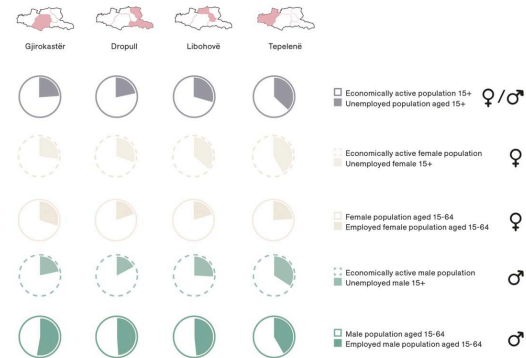 Gjirokastër
Dropull
Libohovë
Tepelenë
Economically active population 15+
Unemployed population aged 15+
Economically active female population
Unemployed female 15+
Female population aged 15-64
Employed female population aged 15-64
Economically active male population
Unemployed male 15+
Male population aged 15-64
Employed male population aged 15-64